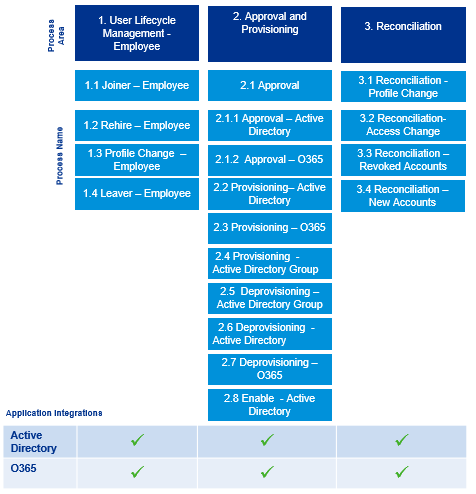 Process
Area
1. User Lifecycle
Management -
Employee
2. Approval and
Provisioning
3. Reconciliation
Process Name
1.1 Joiner – Employee
1.2 Rehire – Employee
1.3 Profile Change –
Employee
1.4 Leaver – Employee
2.1 Approval
2.1.1 Approval – Active
Directory
2.1.2 Approval – O365
2.2 Provisioning– Active
Directory
2.3 Provisioning – O365
2.4 Provisioning -
Active Directory Group
2.5 Deprovisioning –
Active Directory Group
2.6 Deprovisioning -
Active Directory
2.7 Deprovisioning –
O365
2.8 Enable - Active
Directory
3.1 Reconciliation -
Profile Change
3.2 Reconciliation-
Access Change
3.3 Reconciliation –
Revoked Accounts
3.4 Reconciliation –
New Accounts
Application Integrations
Active
Directory
✓ ✓ ✓
O365
✓ ✓ ✓